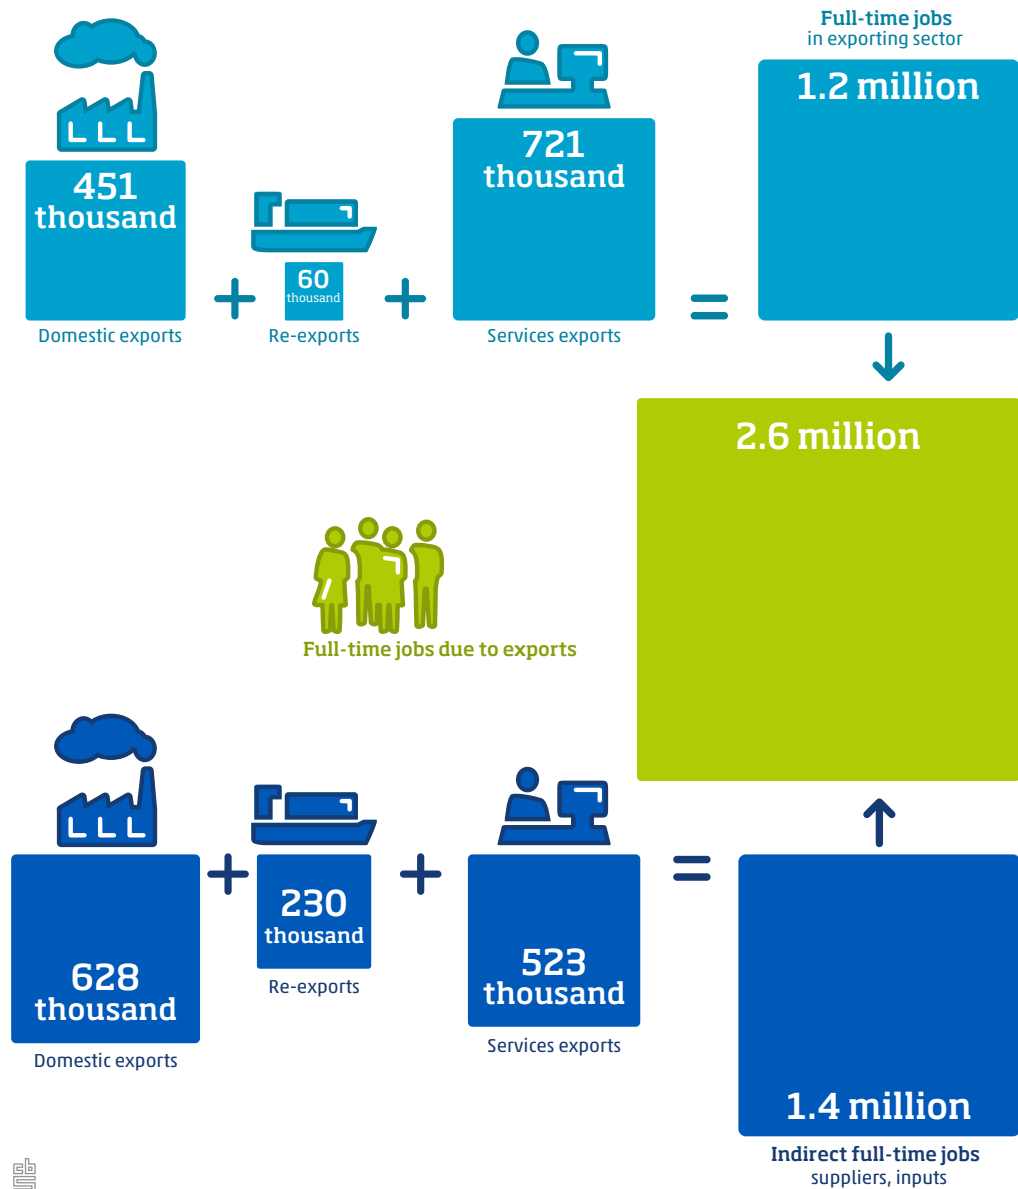 Full-time jobs
in exporting sector
1.2 million
721
thousand
451
thousand
60
thousand
+
+
=
Domestic exports
Re-exports
Services exports
2.6 million
Full-time jobs due to exports
+
+
=
230
thousand
628
thousand
523
thousand
Re-exports
Services exports
Domestic exports
1.4 million
Indirect full-time jobs
suppliers, inputs